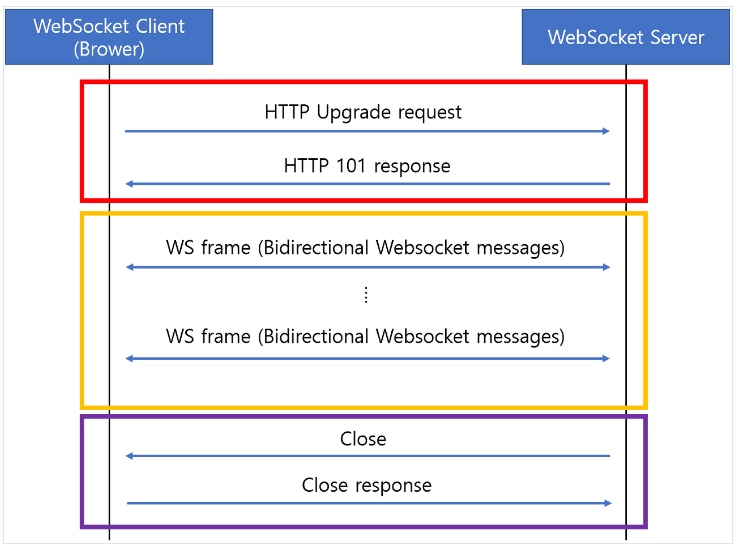 WebSocket Client
(Brower)
WebSocket Server
HTTP Upgrade request
HTTP 101 response
WS frame (Bidirectional Websocket messages)
WS frame (Bidirectional Websocket messages)
Close
Close response